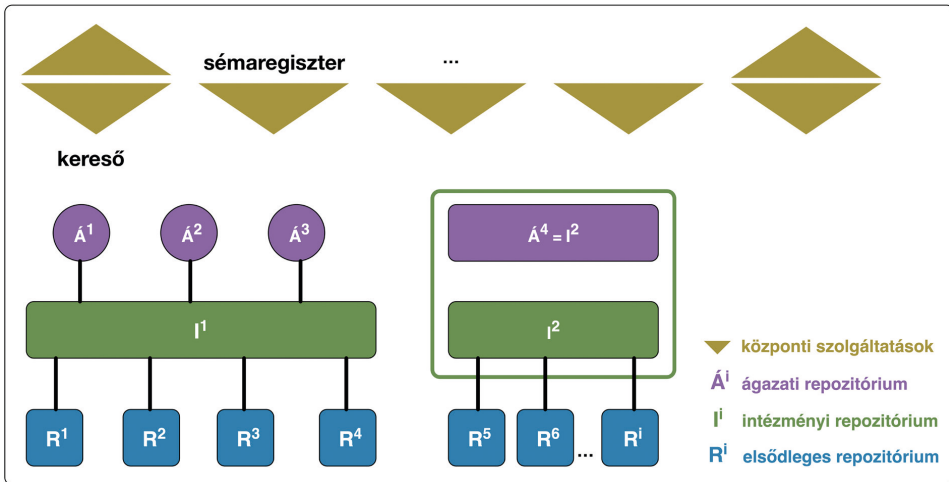 sémaregiszter ...
kereső
Á¹ Á² Á³ Á⁴ = I²
I¹ I²
R¹ R² R³ R⁴ R⁵ R⁶ ... Rⁱ
központi szolgáltatások
Áⁱ ágazati repozitórium
Iⁱ intézményi repozitórium
Rⁱ elsődleges repozitórium